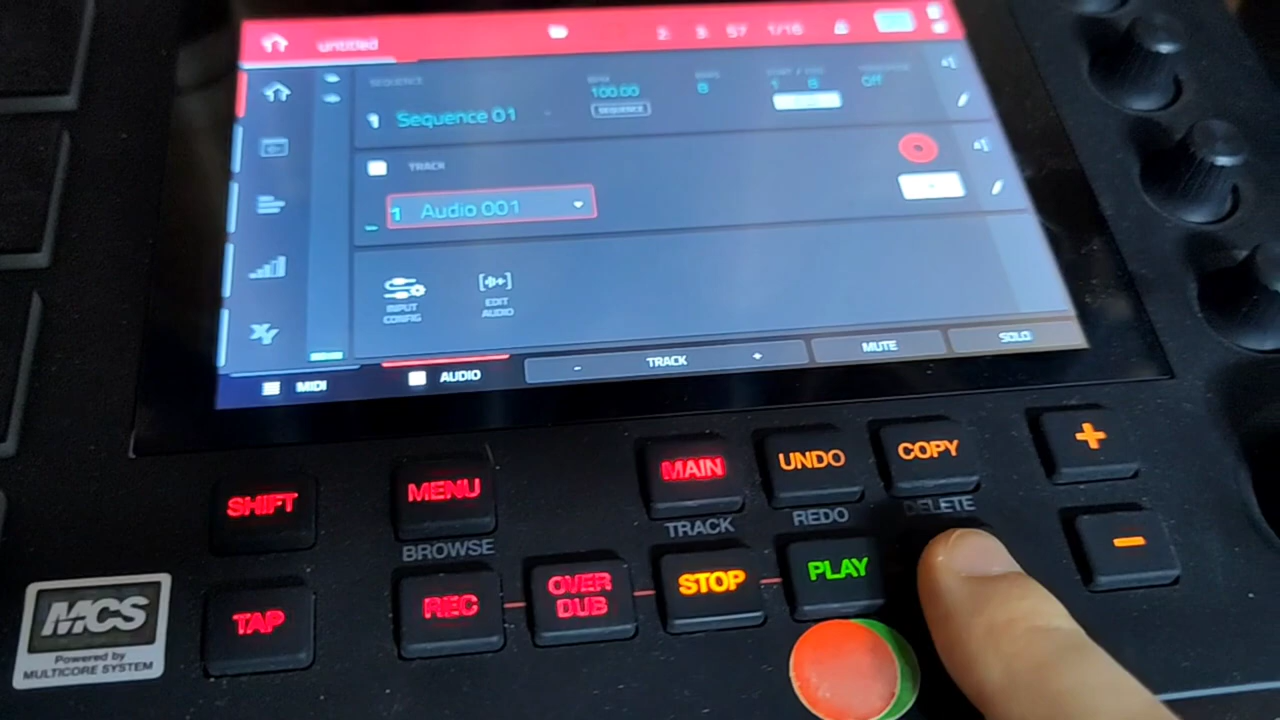 untitled
2 3 57 1/16
SEQUENCE
Sequence 01
BPM
100.00
SEQUENCE
BARS
8
1 8
Off
TRACK
1 Audio 001
INPUT
CONFIG
EDIT
AUDIO
MIDI
AUDIO
- TRACK +
MUTE
SOLO
SHIFT
MENU
BROWSE
MAIN
TRACK
UNDO
REDO
COPY
DELETE
+
TAP
REC
OVER
DUB
STOP
PLAY
-
MCS
Powered by
MULTICORE SYSTEM